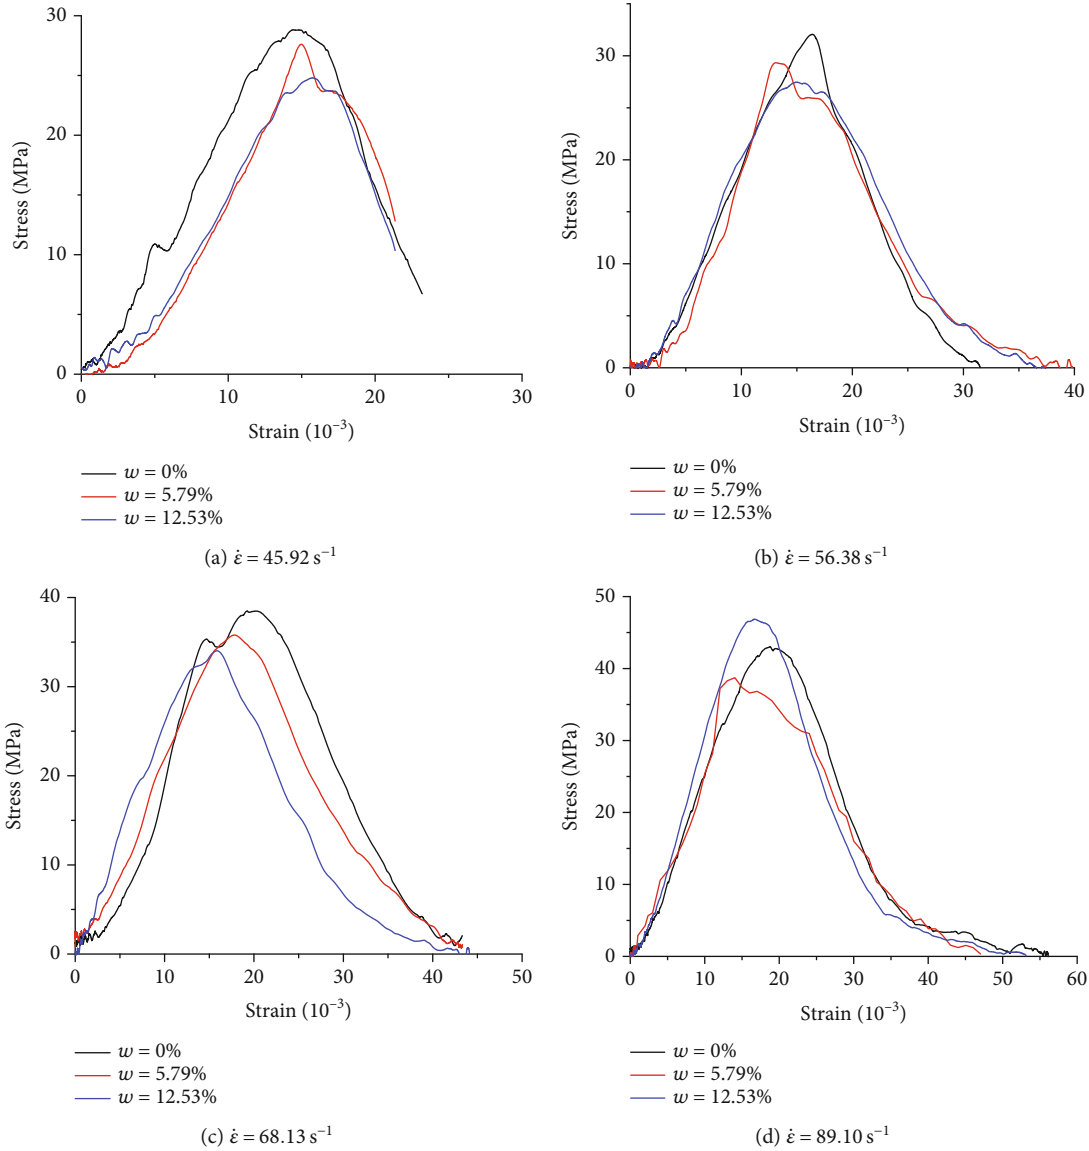 30
20
10
0
Stress (MPa)
0
10
20
30
Strain (10⁻³)
w = 0%
w = 5.79%
w = 12.53%
(a) ε̇ = 45.92 s⁻¹
30
20
10
0
Stress (MPa)
0
10
20
30
40
Strain (10⁻³)
w = 0%
w = 5.79%
w = 12.53%
(b) ε̇ = 56.38 s⁻¹
40
30
20
10
0
Stress (MPa)
0
10
20
30
40
50
Strain (10⁻³)
w = 0%
w = 5.79%
w = 12.53%
(c) ε̇ = 68.13 s⁻¹
50
40
30
20
10
0
Stress (MPa)
0
10
20
30
40
50
60
Strain (10⁻³)
w = 0%
w = 5.79%
w = 12.53%
(d) ε̇ = 89.10 s⁻¹